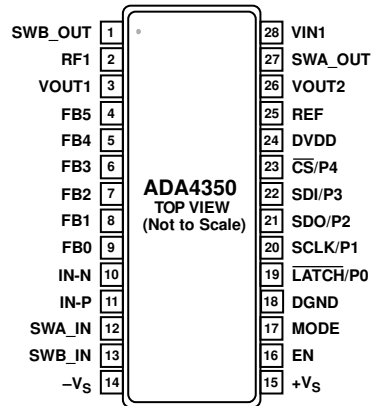 SWB_OUT 1 28 VIN1
RF1 2 27 SWA_OUT
VOUT1 3 26 VOUT2
FB5 4 25 REF
FB4 5 24 DVDD
FB3 6 23 CS/P4
FB2 7 22 SDI/P3
FB1 8 21 SDO/P2
FB0 9 20 SCLK/P1
IN-N 10 19 LATCH/P0
IN-P 11 18 DGND
SWA_IN 12 17 MODE
SWB_IN 13 16 EN
–VS 14 15 +VS
ADA4350
TOP VIEW
(Not to Scale)